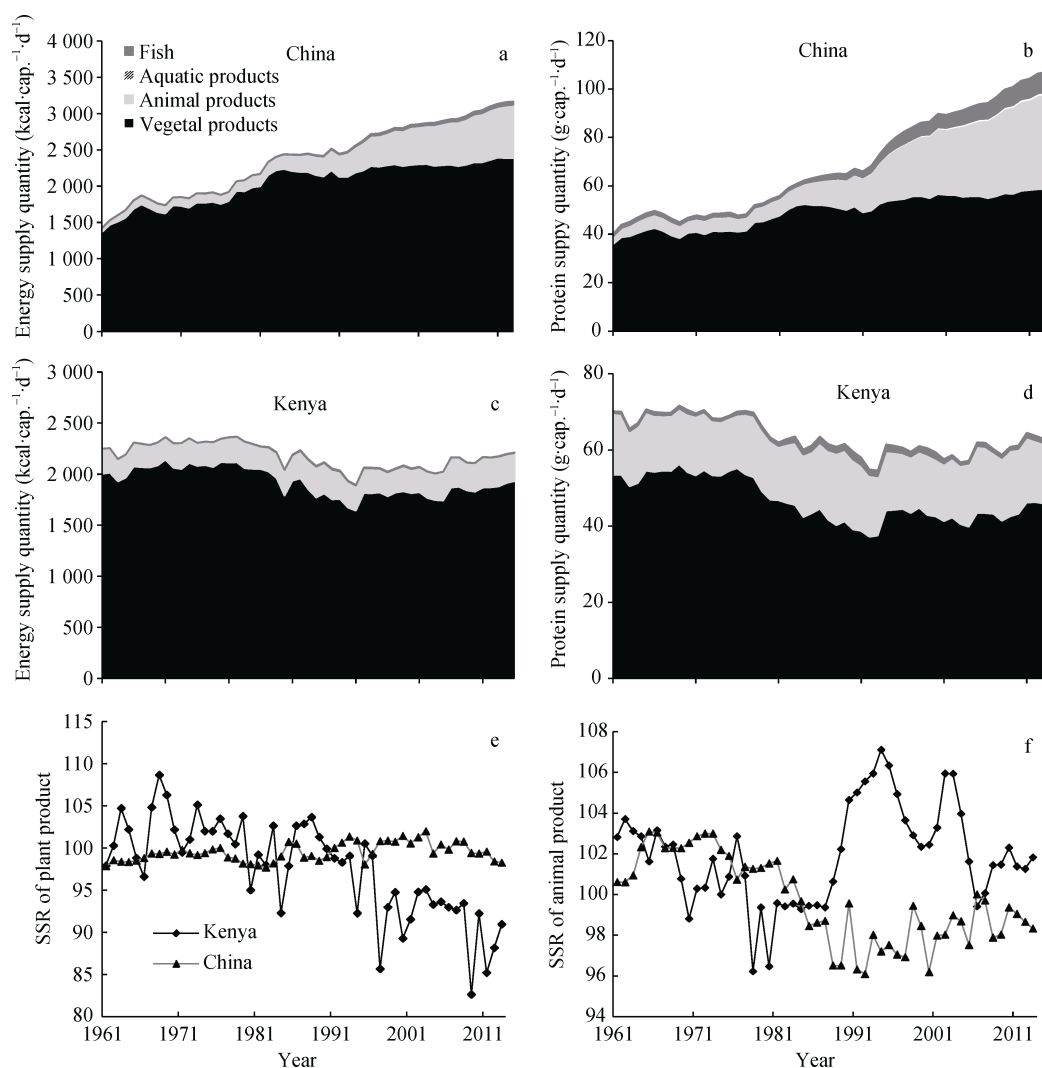 4 000
3 500
3 000
2 500
2 000
1 500
1 000
500
0
Energy supply quantity (kcal·cap.⁻¹·d⁻¹)
Fish
Aquatic products
Animal products
Vegetal products
China
a
120
100
80
60
40
20
0
Protein suppy quantity (g·cap.⁻¹·d⁻¹)
China
b
3 000
2 500
2 000
1 500
1 000
500
0
Energy supply quantity (kcal·cap.⁻¹·d⁻¹)
Kenya
c
80
60
40
20
0
Protein supply quantity (g·cap.⁻¹·d⁻¹)
Kenya
d
115
110
105
100
95
90
85
80
SSR of plant product
e
Kenya
China
1961 1971 1981 1991 2001 2011
Year
108
106
104
102
100
98
96
94
SSR of animal product
f
1961 1971 1981 1991 2001 2011
Year